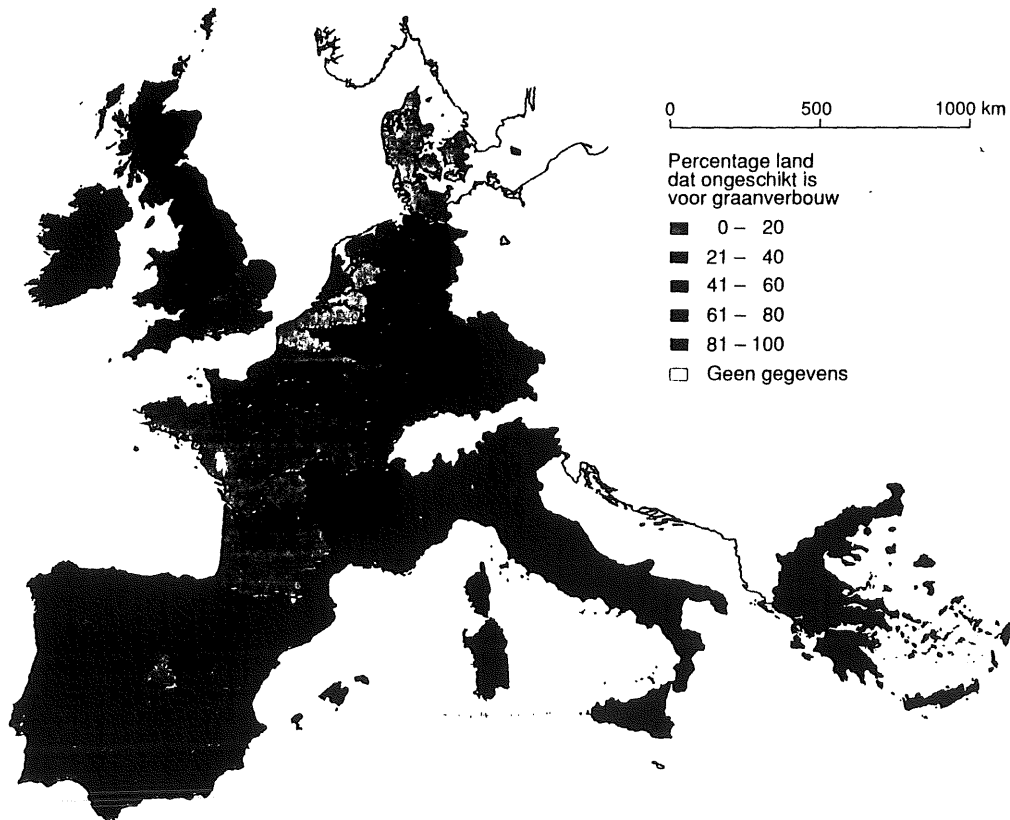 0 500 1000 km
Percentage land
dat ongeschikt is
voor graanverbouw
0 – 20
21 – 40
41 – 60
61 – 80
81 – 100
Geen gegevens